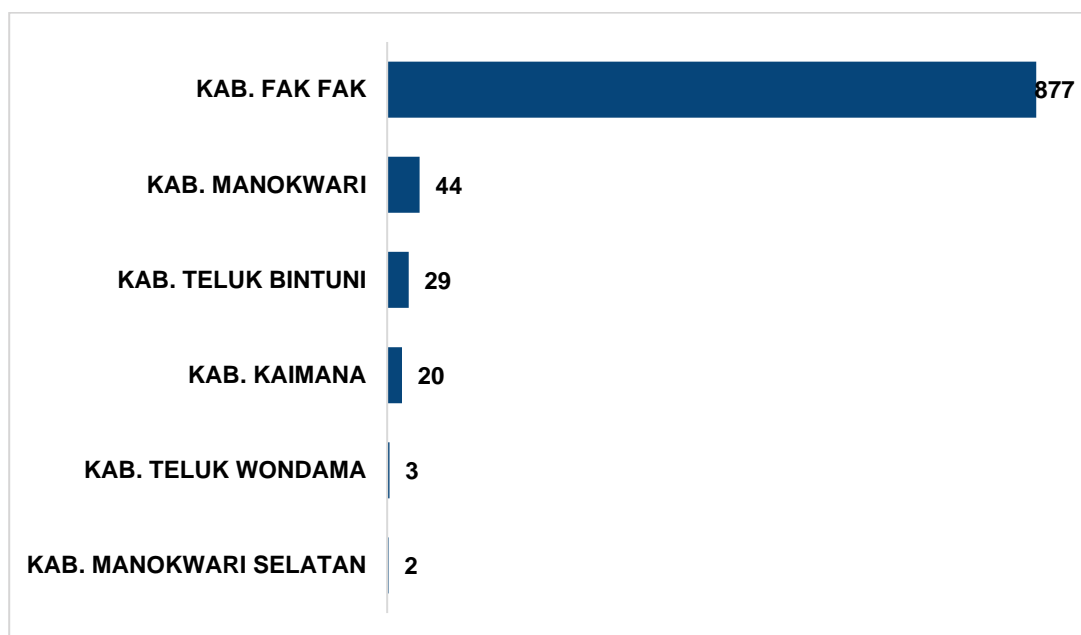 KAB. FAK FAK 877
KAB. MANOKWARI 44
KAB. TELUK BINTUNI 29
KAB. KAIMANA 20
KAB. TELUK WONDAMA 3
KAB. MANOKWARI SELATAN 2